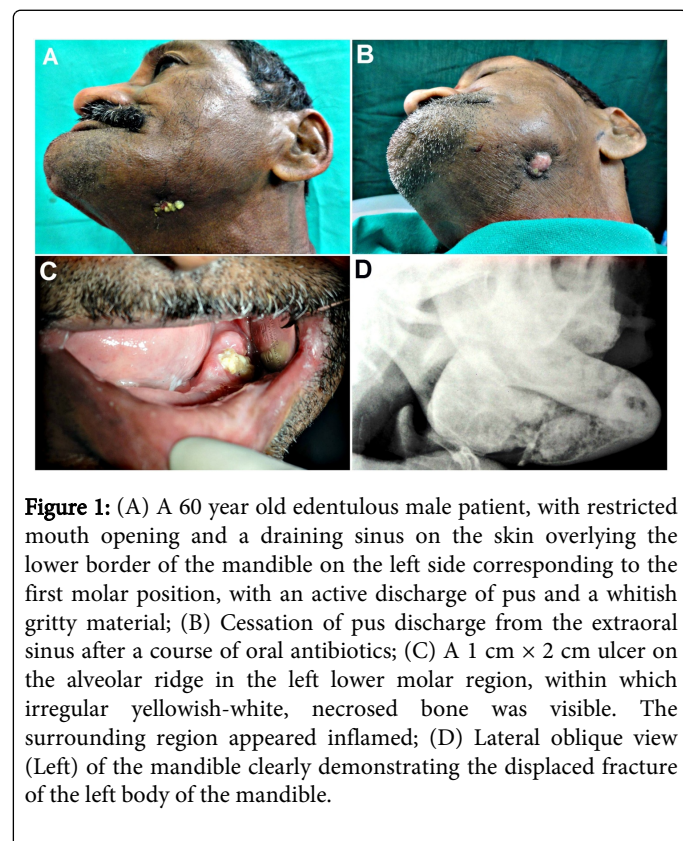 A
B
C
D
Figure 1: (A) A 60 year old edentulous male patient, with restricted
mouth opening and a draining sinus on the skin overlying the
lower border of the mandible on the left side corresponding to the
first molar position, with an active discharge of pus and a whitish
gritty material; (B) Cessation of pus discharge from the extraoral
sinus after a course of oral antibiotics; (C) A 1 cm × 2 cm ulcer on
the alveolar ridge in the left lower molar region, within which
irregular yellowish-white, necrosed bone was visible. The
surrounding region appeared inflamed; (D) Lateral oblique view
(Left) of the mandible clearly demonstrating the displaced fracture
of the left body of the mandible.